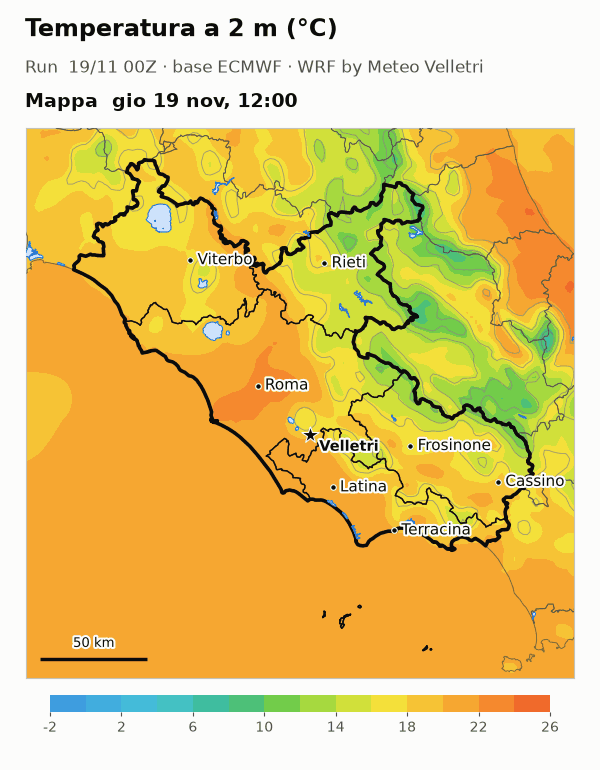 Temperatura a 2 m (°C)
Run  19/11 00Z · base ECMWF · WRF by Meteo Velletri
Mappa  gio 19 nov, 12:00
Viterbo
Rieti
Roma
Velletri
Frosinone
Cassino
Latina
Terracina
50 km
-2 2 6 10 14 18 22 26